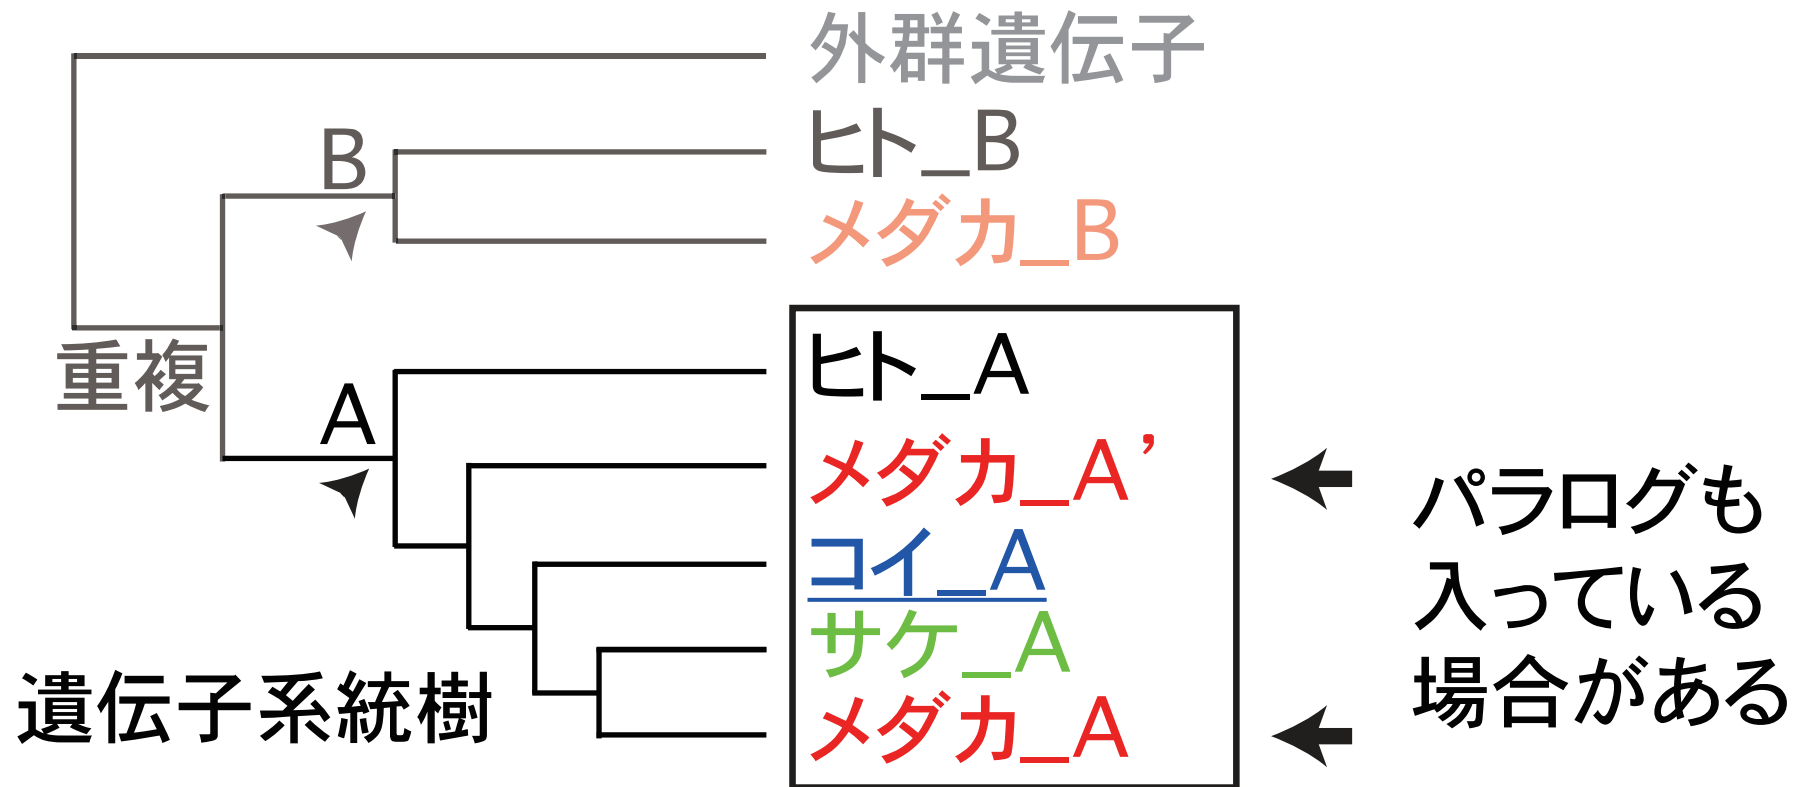 外群遺伝子
ヒト_B
メダカ_B
B
重複
A
ヒト_A
メダカ_A’
コイ_A
サケ_A
メダカ_A
遺伝子系統樹
パラログも
入っている
場合がある